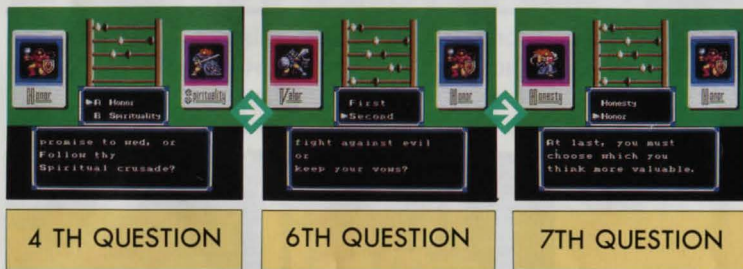 Honor
Spirituality
▶A Honor
B Spirituality
promise to wed, or
Follow thy
Spiritual crusade?
4 TH QUESTION
Valor
Honor
First
▶Second
fight against evil
or
keep your vows?
6TH QUESTION
Honesty
Honor
Honesty
▶Honor
At last, you must
choose which you
think more valuable.
7TH QUESTION